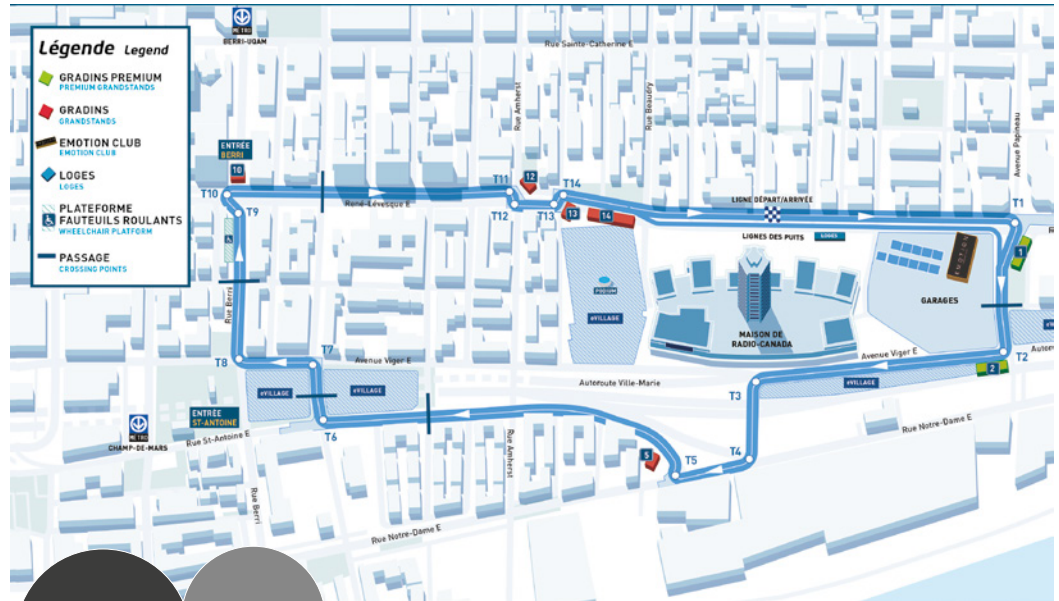 Légende Legend
GRADINS PREMIUM
PREMIUM GRANDSTANDS
GRADINS
GRANDSTANDS
EMOTION CLUB
EMOTION CLUB
LOGES
LOGES
PLATEFORME
FAUTEUILS ROULANTS
WHEELCHAIR PLATFORM
PASSAGE
CROSSING POINTS
MÉTRO
BERRI-UQAM
Rue Sainte-Catherine E
Rue Amherst
Rue Beaudry
Avenue Papineau
ENTRÉE
BERRI
10
T10
T9
T11
12
T12
T13
T14
13
14
René-Lévesque E
LIGNE DÉPART/ARRIVÉE
LIGNES DES PUITS
LOGES
T1
1
EMOTION
GARAGES
PODIUM
eVILLAGE
MAISON DE
RADIO-CANADA
Rue Berri
T8
T7
Avenue Viger E
Avenue Viger E
T2
2
eVILLAGE
T3
Autoroute Ville-Marie
eVILLAGE
eVILLAGE
ENTRÉE
ST-ANTOINE
MÉTRO
CHAMP-DE-MARS
Rue St-Antoine E
T6
Rue Amherst
5
T5
T4
Rue Notre-Dame E
Rue Berri
Rue Notre-Dame E